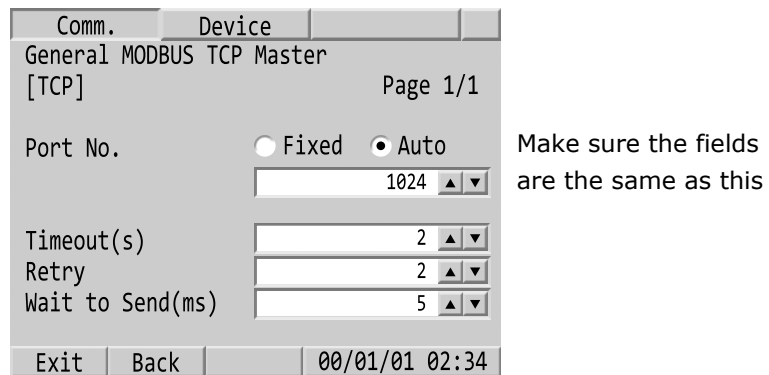 Comm. Device
General MODBUS TCP Master
[TCP] Page 1/1
Port No. Fixed Auto
1024
Timeout(s) 2
Retry 2
Wait to Send(ms) 5
Exit Back 00/01/01 02:34
Make sure the fields
are the same as this